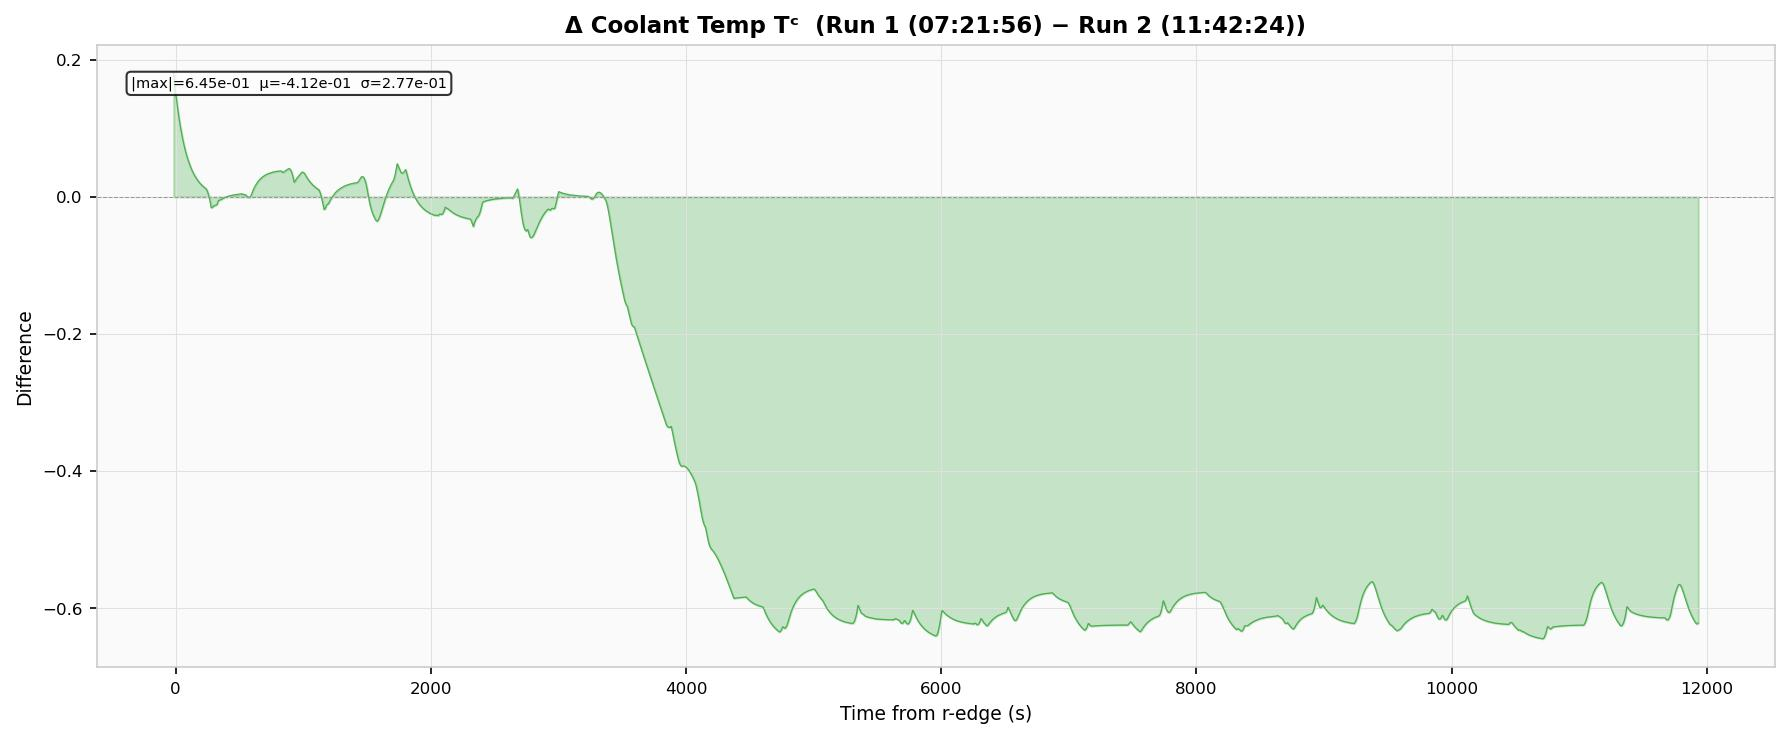 Δ Coolant Temp Tᶜ  (Run 1 (07:21:56) − Run 2 (11:42:24))
|max|=6.45e-01  μ=-4.12e-01  σ=2.77e-01
Difference
0.2
0.0
−0.2
−0.4
−0.6
0 2000 4000 6000 8000 10000 12000
Time from r-edge (s)